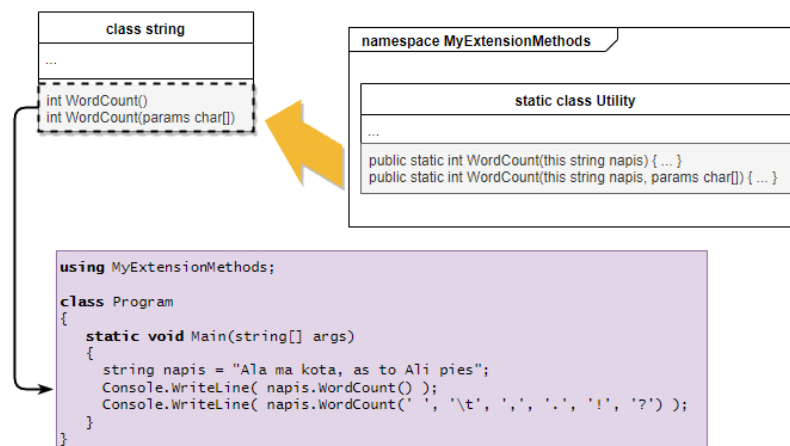 class string
...
int WordCount()
int WordCount(params char[])
namespace MyExtensionMethods
static class Utility
...
public static int WordCount(this string napis) { ... }
public static int WordCount(this string napis, params char[]) { ... }
using MyExtensionMethods;
class Program
{
static void Main(string[] args)
{
string napis = "Ala ma kota, as to Ali pies";
Console.WriteLine( napis.WordCount() );
Console.WriteLine( napis.WordCount(' ', '\t', ',', '.', '!', '?') );
}
}